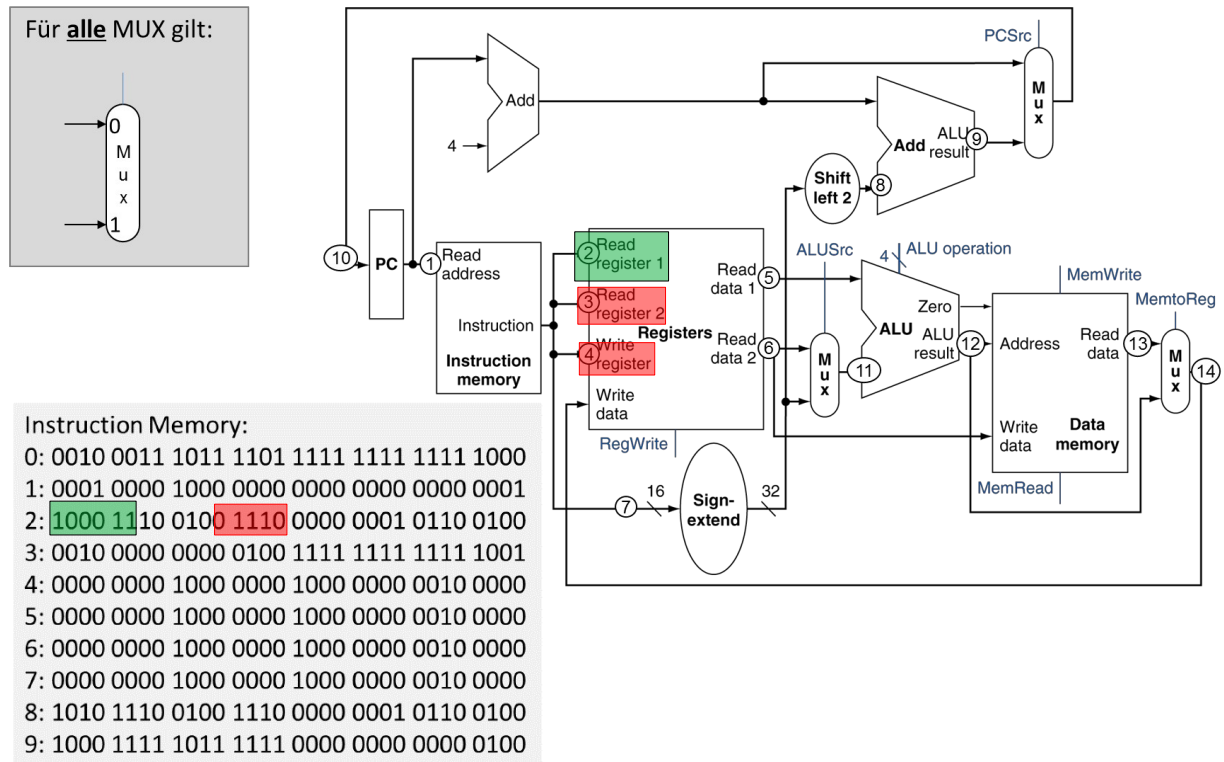 Für alle MUX gilt:
0
M
u
x
1
PCSrc
Add
4
M
u
x
Add
ALU
result
9
Shift
left 2
8
10
PC
1
Read
address
Instruction
Instruction
memory
2
Read
register 1
3
Read
register 2
4
Write
register
Write
data
Registers
Read
data 1
5
Read
data 2
6
RegWrite
ALUSrc
M
u
x
11
4
ALU operation
Zero
ALU
ALU
result
12
MemWrite
Address
Read
data
13
Write
data
Data
memory
MemRead
MemtoReg
M
u
x
14
7
16
Sign-
extend
32
Instruction Memory:
0: 0010 0011 1011 1101 1111 1111 1111 1000
1: 0001 0000 1000 0000 0000 0000 0000 0001
2: 1000 1110 0100 1110 0000 0001 0110 0100
3: 0010 0000 0000 0100 1111 1111 1111 1001
4: 0000 0000 1000 0000 1000 0000 0010 0000
5: 0000 0000 1000 0000 1000 0000 0010 0000
6: 0000 0000 1000 0000 1000 0000 0010 0000
7: 0000 0000 1000 0000 1000 0000 0010 0000
8: 1010 1110 0100 1110 0000 0001 0110 0100
9: 1000 1111 1011 1111 0000 0000 0000 0100